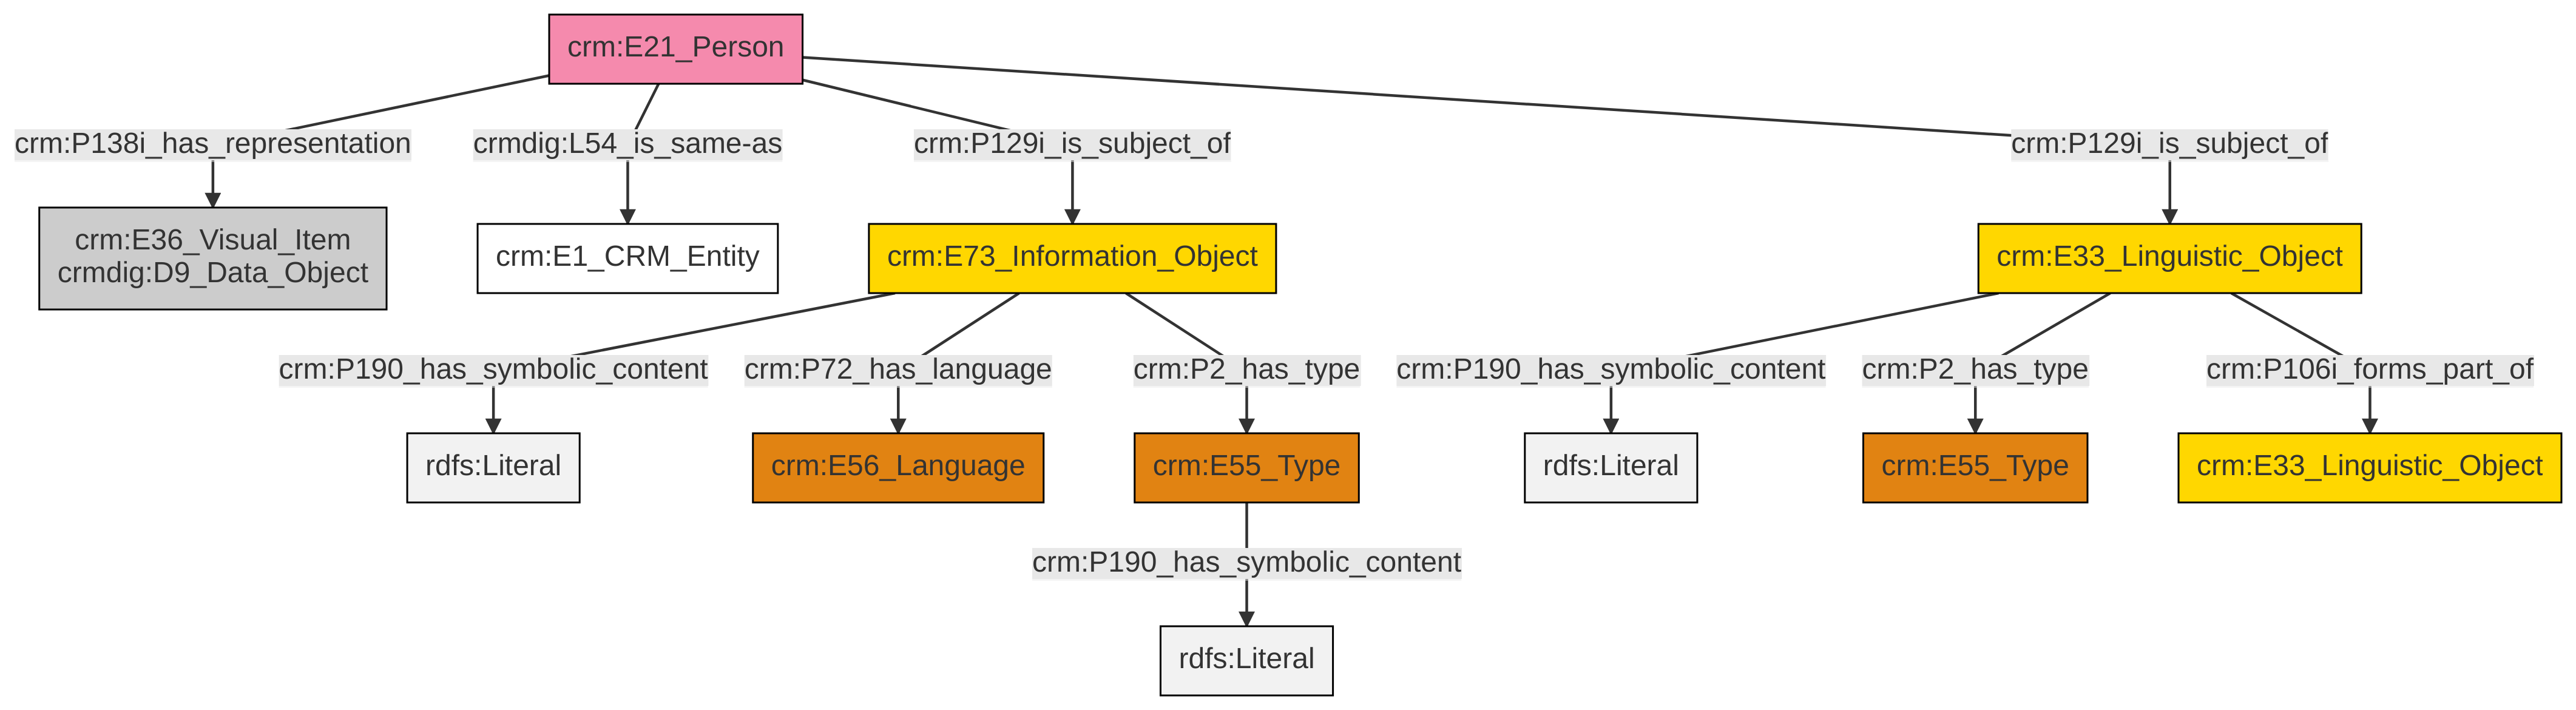 crm:E21_Person
crm:P138i_has_representation
crmdig:L54_is_same-as
crm:P129i_is_subject_of
crm:P129i_is_subject_of
crm:E36_Visual_Item
crmdig:D9_Data_Object
crm:E1_CRM_Entity
crm:E73_Information_Object
crm:E33_Linguistic_Object
crm:P190_has_symbolic_content
crm:P72_has_language
crm:P2_has_type
crm:P190_has_symbolic_content
crm:P2_has_type
crm:P106i_forms_part_of
rdfs:Literal
crm:E56_Language
crm:E55_Type
rdfs:Literal
crm:E55_Type
crm:E33_Linguistic_Object
crm:P190_has_symbolic_content
rdfs:Literal